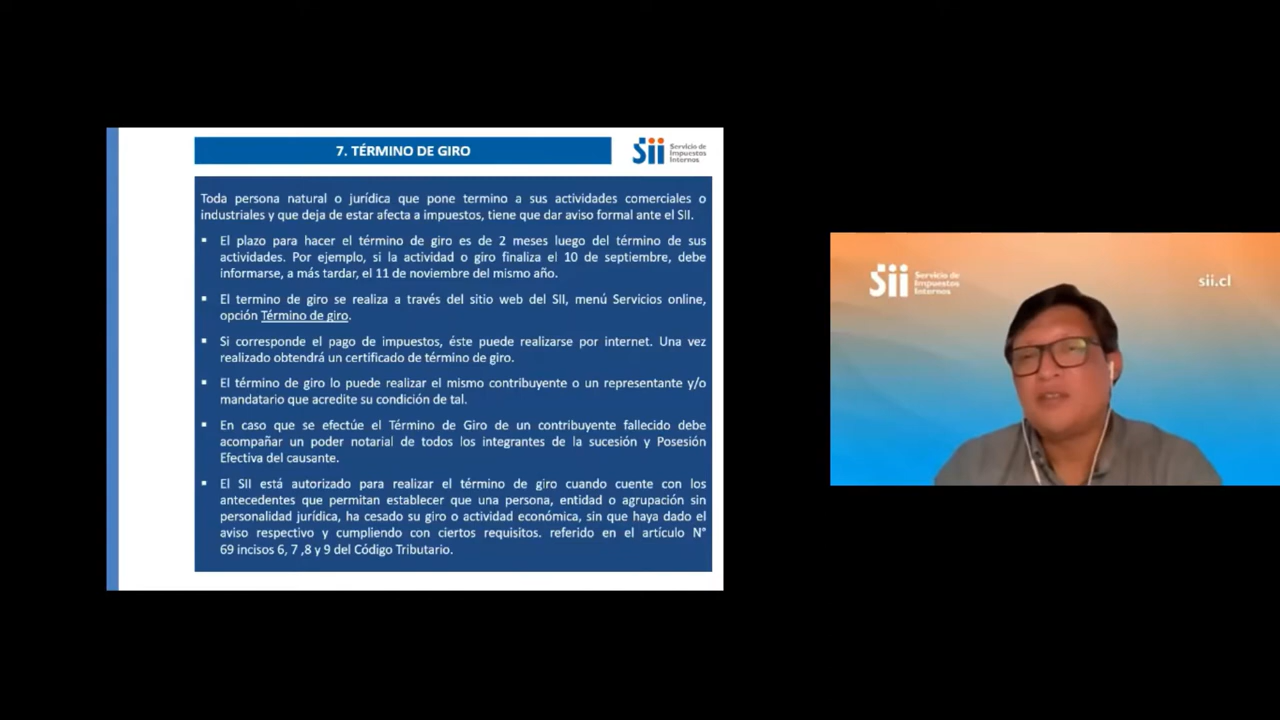 7. TÉRMINO DE GIRO
sii Servicio de
Impuestos
Internos
Toda persona natural o jurídica que pone termino a sus actividades comerciales o
industriales y que deja de estar afecta a impuestos, tiene que dar aviso formal ante el SII.
▪ El plazo para hacer el término de giro es de 2 meses luego del término de sus
actividades. Por ejemplo, si la actividad o giro finaliza el 10 de septiembre, debe
informarse, a más tardar, el 11 de noviembre del mismo año.
▪ El termino de giro se realiza a través del sitio web del SII, menú Servicios online,
opción Término de giro.
▪ Si corresponde el pago de impuestos, éste puede realizarse por internet. Una vez
realizado obtendrá un certificado de término de giro.
▪ El término de giro lo puede realizar el mismo contribuyente o un representante y/o
mandatario que acredite su condición de tal.
▪ En caso que se efectúe el Término de Giro de un contribuyente fallecido debe
acompañar un poder notarial de todos los integrantes de la sucesión y Posesión
Efectiva del causante.
▪ El SII está autorizado para realizar el término de giro cuando cuente con los
antecedentes que permitan establecer que una persona, entidad o agrupación sin
personalidad jurídica, ha cesado su giro o actividad económica, sin que haya dado el
aviso respectivo y cumpliendo con ciertos requisitos. referido en el artículo N°
69 incisos 6, 7 ,8 y 9 del Código Tributario.
sii Servicio de
Impuestos
Internos
sii.cl